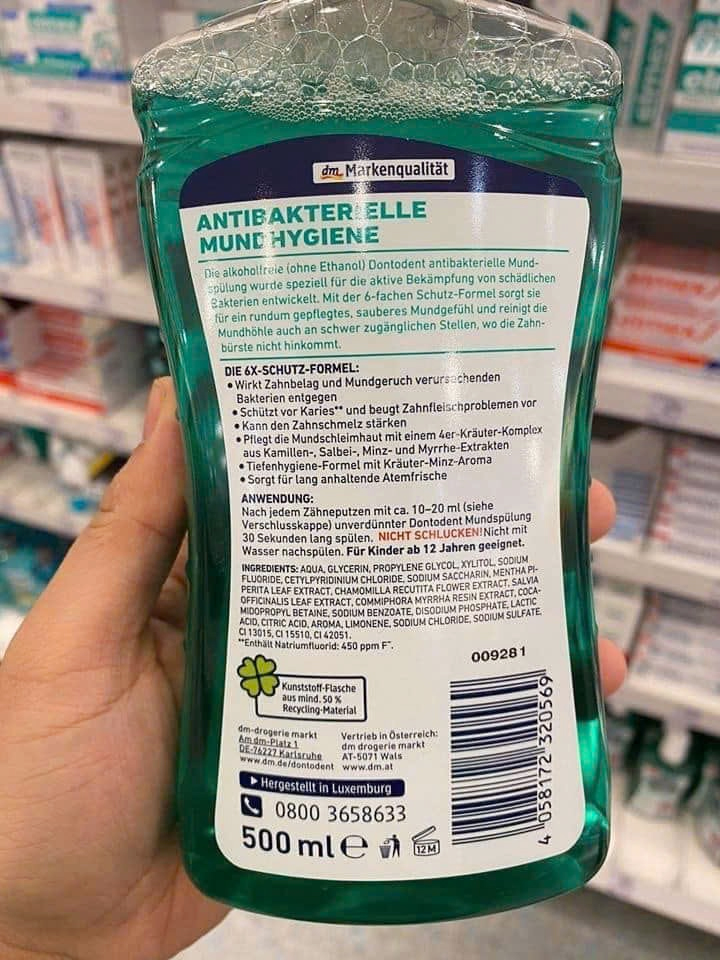 dm Markenqualität
ANTIBAKTERIELLE
MUNDHYGIENE
Die alkoholfreie (ohne Ethanol) Dontodent antibakterielle Mund-
spülung wurde speziell für die aktive Bekämpfung von schädlichen
Bakterien entwickelt. Mit der 6-fachen Schutz-Formel sorgt sie
für ein rundum gepflegtes, sauberes Mundgefühl und reinigt die
Mundhöhle auch an schwer zugänglichen Stellen, wo die Zahn-
bürste nicht hinkommt.
DIE 6X-SCHUTZ-FORMEL:
• Wirkt Zahnbelag und Mundgeruch verursachenden
Bakterien entgegen
• Schützt vor Karies** und beugt Zahnfleischproblemen vor
• Kann den Zahnschmelz stärken
• Pflegt die Mundschleimhaut mit einem 4er-Kräuter-Komplex
aus Kamillen-, Salbei-, Minz- und Myrrhe-Extrakten
• Tiefenhygiene-Formel mit Kräuter-Minz-Aroma
• Sorgt für lang anhaltende Atemfrische
ANWENDUNG:
Nach jedem Zähneputzen mit ca. 10–20 ml (siehe
Verschlusskappe) unverdünnter Dontodent Mundspülung
30 Sekunden lang spülen. NICHT SCHLUCKEN! Nicht mit
Wasser nachspülen. Für Kinder ab 12 Jahren geeignet.
INGREDIENTS: AQUA, GLYCERIN, PROPYLENE GLYCOL, XYLITOL, SODIUM
FLUORIDE, CETYLPYRIDINIUM CHLORIDE, SODIUM SACCHARIN, MENTHA PI-
PERITA LEAF EXTRACT, CHAMOMILLA RECUTITA FLOWER EXTRACT, SALVIA
OFFICINALIS LEAF EXTRACT, COMMIPHORA MYRRHA RESIN EXTRACT, COCA-
MIDOPROPYL BETAINE, SODIUM BENZOATE, DISODIUM PHOSPHATE, LACTIC
ACID, CITRIC ACID, AROMA, LIMONENE, SODIUM CHLORIDE, SODIUM SULFATE,
CI 13015, CI 15510, CI 42051.
**Enthält Natriumfluorid: 450 ppm F⁻.
009281
Kunststoff-Flasche
aus mind. 50 %
Recycling-Material
dm-drogerie markt
Am dm-Platz 1
DE-76227 Karlsruhe
www.dm.de/dontodent
Vertrieb in Österreich:
dm drogerie markt
AT-5071 Wals
www.dm.at
Hergestellt in Luxemburg
0800 3658633
500 ml e
12M
4 058172 320569